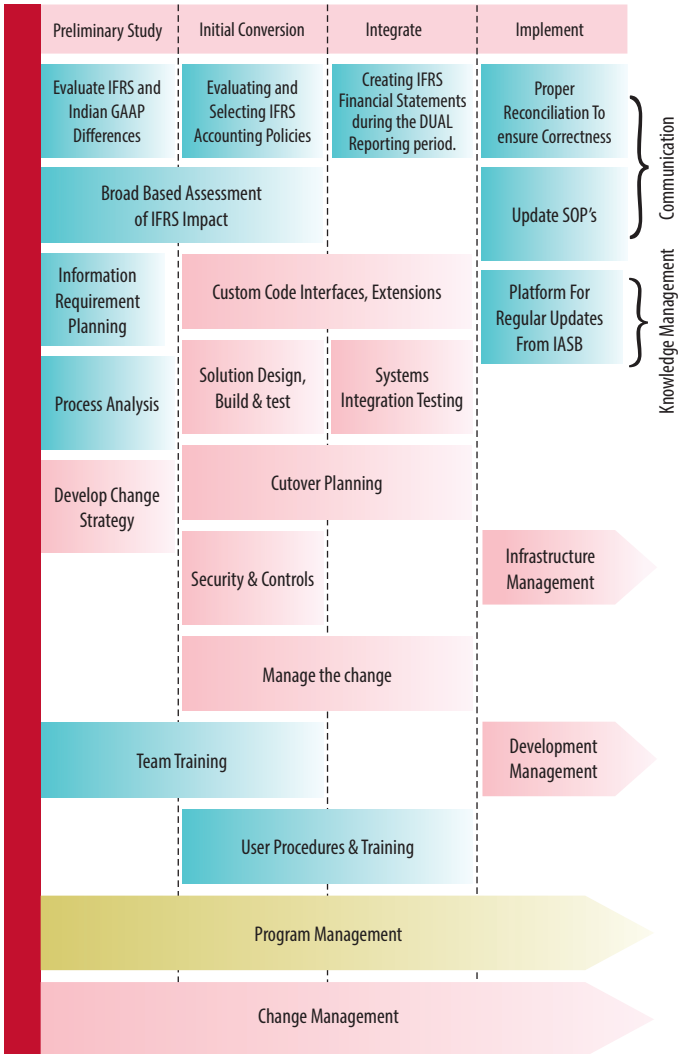 Preliminary Study
Initial Conversion
Integrate
Implement
Evaluate IFRS and
Indian GAAP
Differences
Evaluating and
Selecting IFRS
Accounting Policies
Creating IFRS
Financial Statements
during the DUAL
Reporting period.
Proper
Reconciliation To
ensure Correctness
Communication
Broad Based Assessment
of IFRS Impact
Update SOP's
Information
Requirement
Planning
Custom Code Interfaces, Extensions
Platform For
Regular Updates
From IASB
Knowledge Management
Process Analysis
Solution Design,
Build & test
Systems
Integration Testing
Develop Change
Strategy
Cutover Planning
Security & Controls
Infrastructure
Management
Manage the change
Team Training
Development
Management
User Procedures & Training
Program Management
Change Management